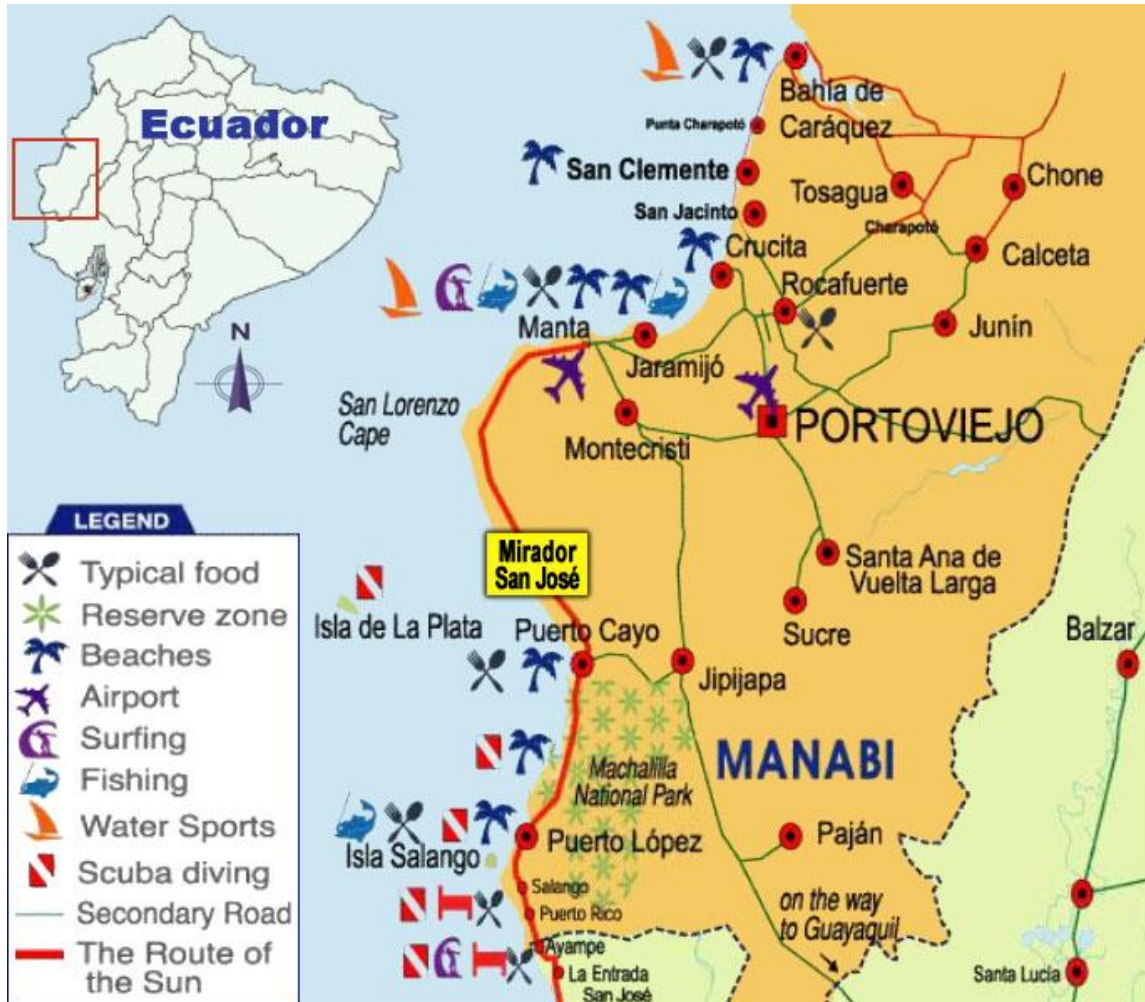 Ecuador
N
Bahía de
Caráquez
Punta Charapotó
San Clemente
Tosagua
Chone
San Jacinto
Charapotó
Crucita
Calceta
Rocafuerte
Manta
Junín
Jaramijó
San Lorenzo
Cape
Montecristi
PORTOVIEJO
LEGEND
Typical food
Reserve zone
Beaches
Airport
Surfing
Fishing
Water Sports
Scuba diving
Secondary Road
The Route of
the Sun
Mirador
San José
Santa Ana de
Vuelta Larga
Isla de La Plata
Puerto Cayo
Sucre
Balzar
Jipijapa
MANABI
Machalilla
National Park
Puerto López
Paján
Isla Salango
Salango
on the way
to Guayaquil
Puerto Rico
Ayampe
La Entrada
San José
Santa Lucía